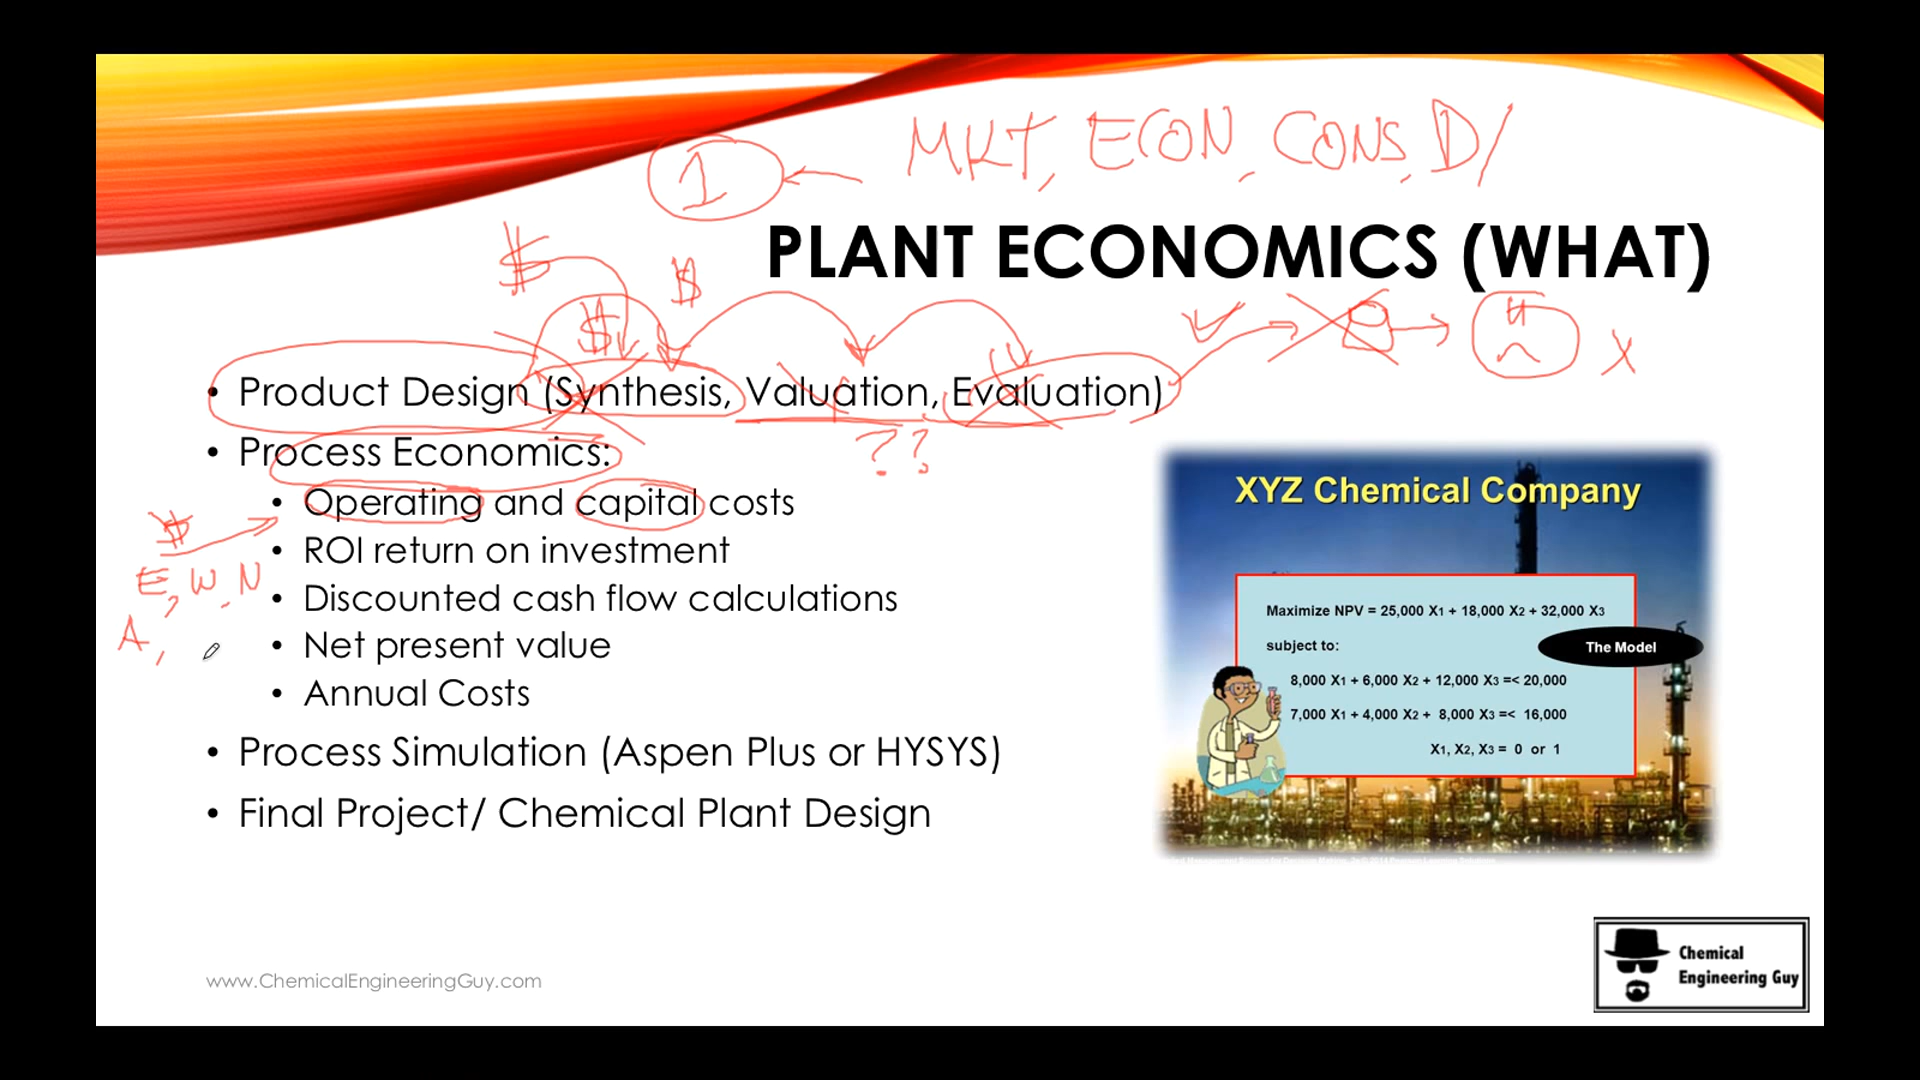 1 ← MKT, ECON, CONS, D/
PLANT ECONOMICS (WHAT)
$
$
$
• Product Design (Synthesis, Valuation, Evaluation)
X
??
• Process Economics:
• Operating and capital costs
$
• ROI return on investment
E, W, N
• Discounted cash flow calculations
A,
• Net present value
• Annual Costs
• Process Simulation (Aspen Plus or HYSYS)
• Final Project/ Chemical Plant Design
XYZ Chemical Company
Maximize NPV = 25,000 X1 + 18,000 X2 + 32,000 X3
subject to:
The Model
8,000 X1 + 6,000 X2 + 12,000 X3 =< 20,000
7,000 X1 + 4,000 X2 + 8,000 X3 =< 16,000
X1, X2, X3 = 0 or 1
www.ChemicalEngineeringGuy.com
Chemical
Engineering Guy